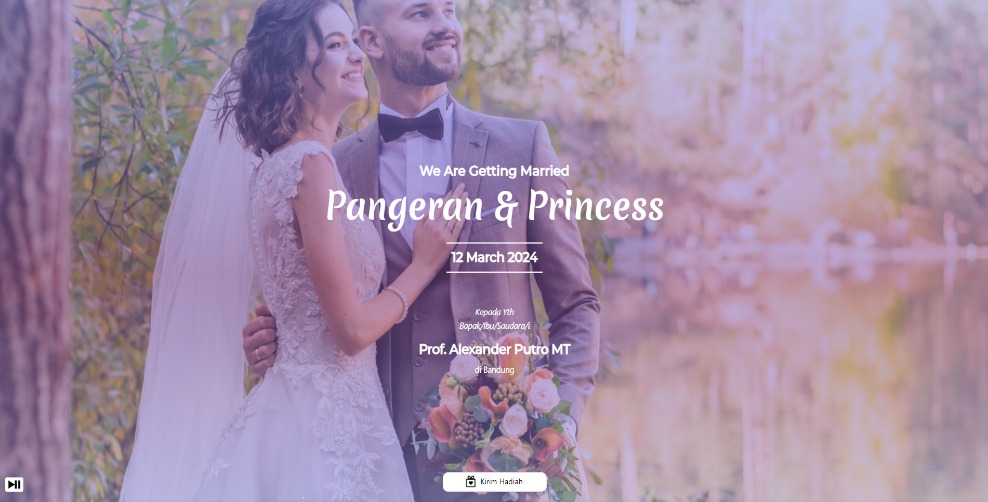 We Are Getting Married
Pangeran & Princess
12 March 2024
Kepada Yth
Bapak/Ibu/Saudara/i
Prof. Alexander Putro MT
di Bandung
Kirim Hadiah